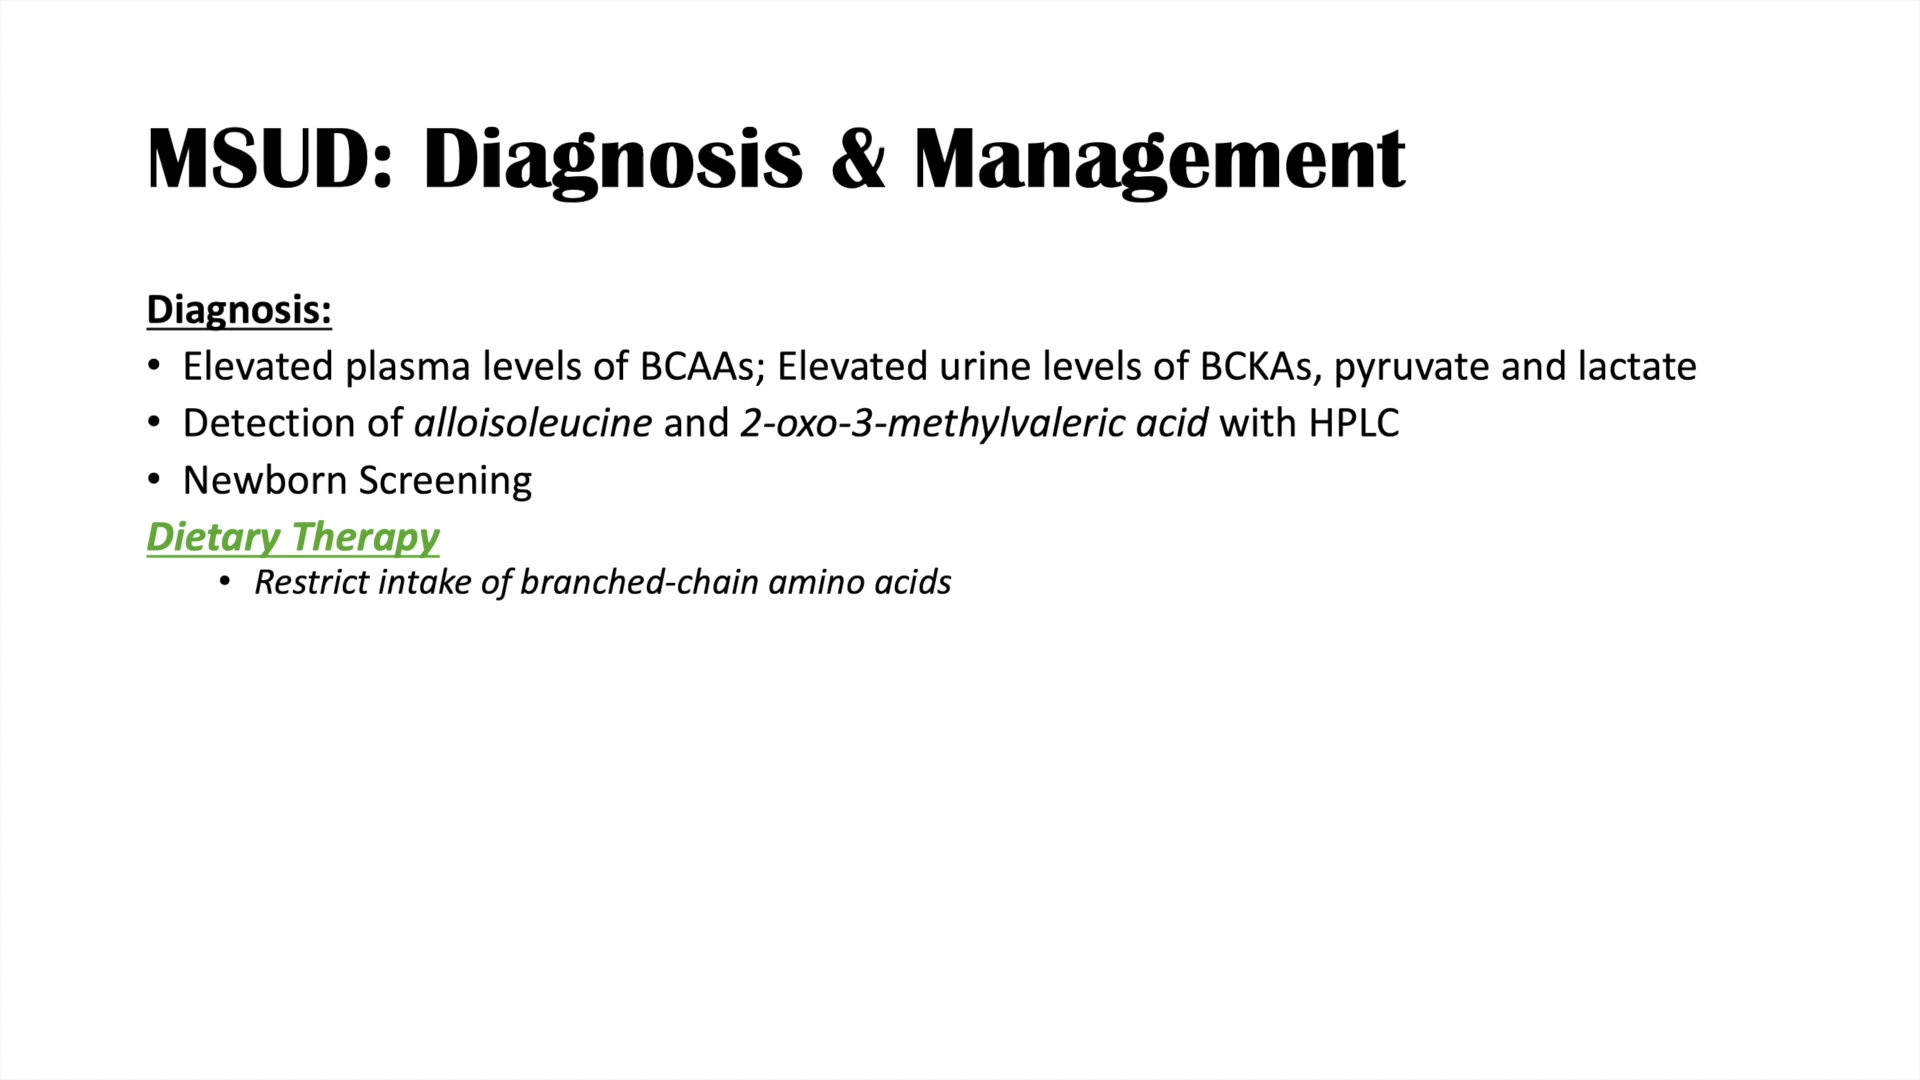 MSUD: Diagnosis & Management
Diagnosis:
• Elevated plasma levels of BCAAs; Elevated urine levels of BCKAs, pyruvate and lactate
• Detection of alloisoleucine and 2-oxo-3-methylvaleric acid with HPLC
• Newborn Screening
Dietary Therapy
• Restrict intake of branched-chain amino acids